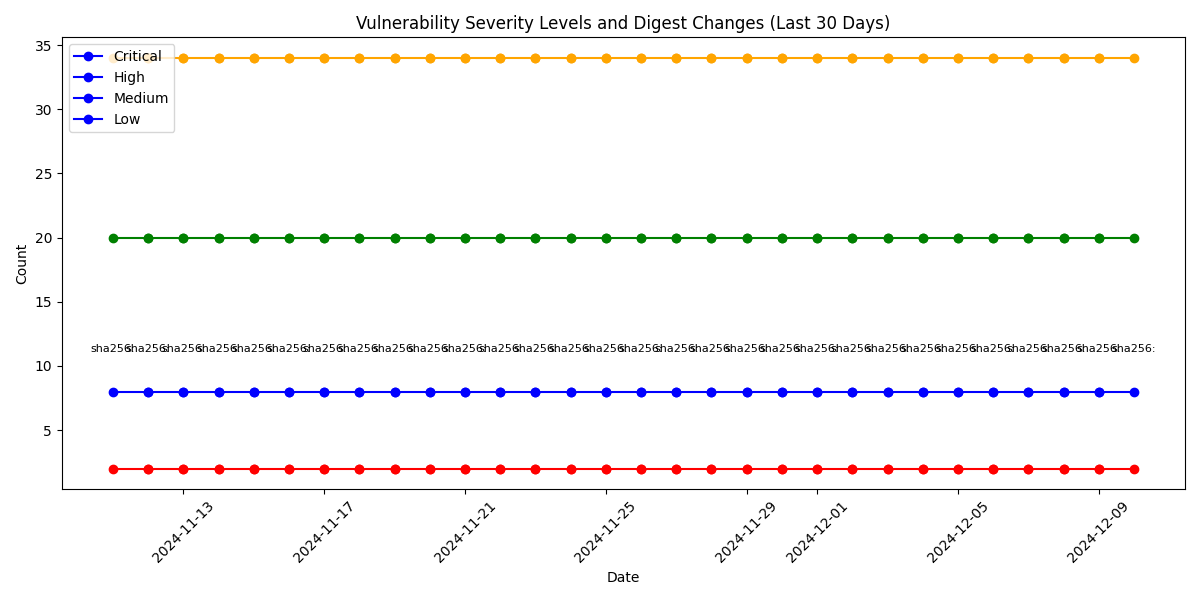 Vulnerability Severity Levels and Digest Changes (Last 30 Days)
35
30
25
20
15
10
5
Count
Critical
High
Medium
Low
sha256: sha256: sha256: sha256: sha256: sha256: sha256: sha256: sha256: sha256: sha256: sha256: sha256: sha256: sha256: sha256: sha256: sha256: sha256: sha256: sha256: sha256: sha256: sha256: sha256: sha256: sha256: sha256: sha256: sha256:
2024-11-13
2024-11-17
2024-11-21
2024-11-25
2024-11-29
2024-12-01
2024-12-05
2024-12-09
Date